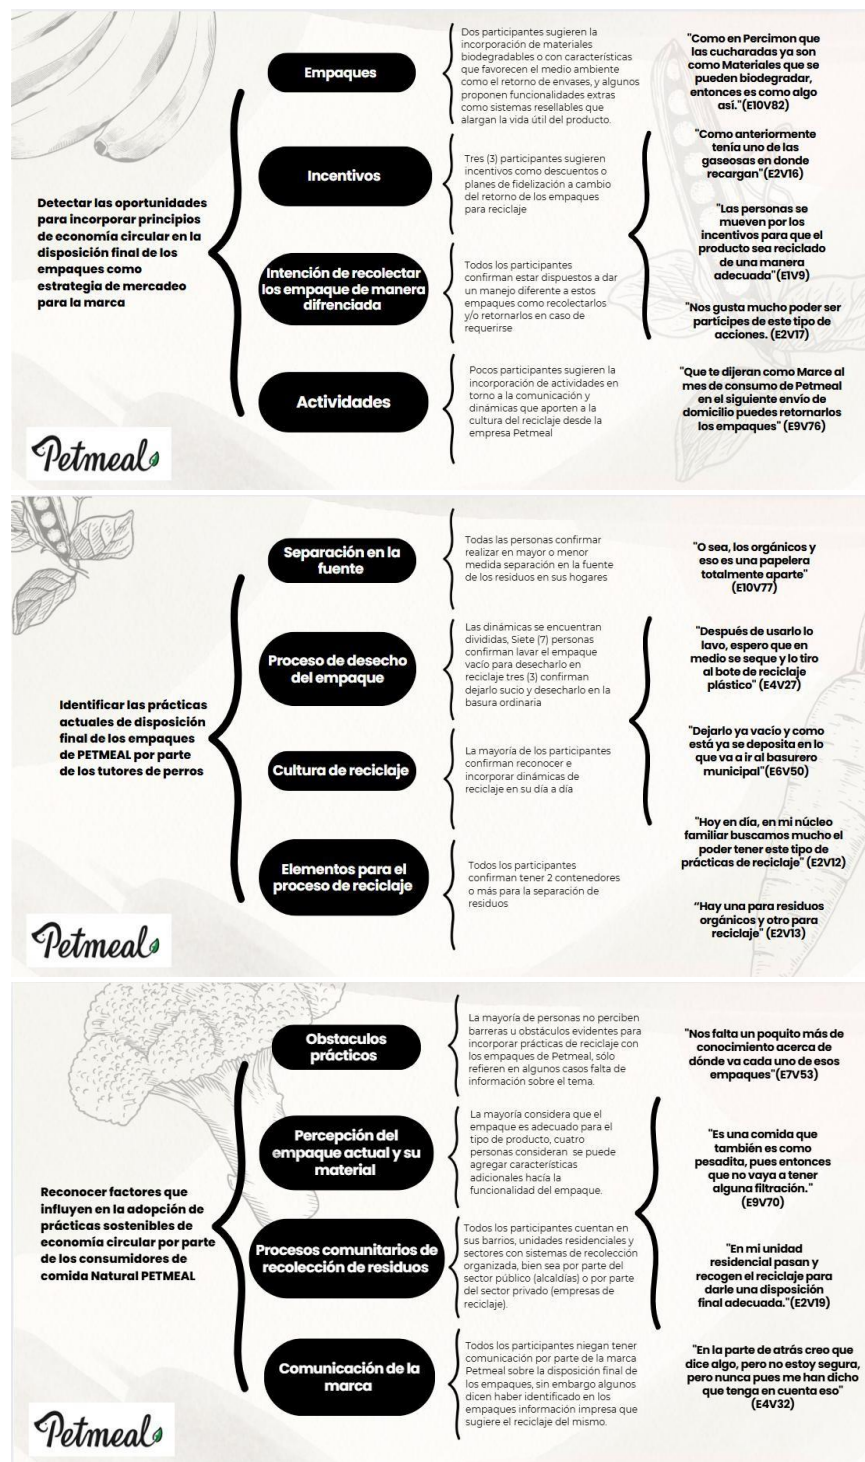 Detectar las oportunidades
para incorporar principios
de economía circular en la
disposición final de los
empaques como
estrategia de mercadeo
para la marca
Empaques
Dos participantes sugieren la
incorporación de materiales
biodegradables o con características
que favorecen el medio ambiente
como el retorno de envases, y algunos
proponen funcionalidades extras
como sistemas resellables que
alargan la vida útil del producto.
Incentivos
Tres (3) participantes sugieren
incentivos como descuentos o
planes de fidelización a cambio
del retorno de los empaques
para reciclaje
Intención de recolectar
los empaque de manera
difrenciada
Todos los participantes
confirman estar dispuestos a dar
un manejo diferente a estos
empaques como recolectarlos
y/o retornarlos en caso de
requerirse
Actividades
Pocos participantes sugieren la
incorporación de actividades en
torno a la comunicación y
dinámicas que aporten a la
cultura del reciclaje desde la
empresa Petmeal
"Como en Percimon que
las cucharadas ya son
como Materiales que se
pueden biodegradar,
entonces es como algo
así."(E10V82)
"Como anteriormente
tenía uno de las
gaseosas en donde
recargan"(E2V16)
"Las personas se
mueven por los
incentivos para que el
producto sea reciclado
de una manera
adecuada"(E1V9)
"Nos gusta mucho poder ser
partícipes de este tipo de
acciones. (E2V17)
"Que te dijeran como Marce al
mes de consumo de Petmeal
en el siguiente envío de
domicilio puedes retornarlos
los empaques" (E9V76)
Petmeal
Identificar las prácticas
actuales de disposición
final de los empaques
de PETMEAL por parte
de los tutores de perros
Separación en la
fuente
Todas las personas confirmar
realizar en mayor o menor
medida separación en la fuente
de los residuos en sus hogares
Proceso de desecho
del empaque
Las dinámicas se encuentran
divididas, Siete (7) personas
confirman lavar el empaque
vacío para desecharlo en
reciclaje tres (3) confirman
dejarlo sucio y desecharlo en la
basura ordinaria
Cultura de reciclaje
La mayoría de los participantes
confirman reconocer e
incorporar dinámicas de
reciclaje en su día a día
Elementos para el
proceso de reciclaje
Todos los participantes
confirman tener 2 contenedores
o más para la separación de
residuos
"O sea, los orgánicos y
eso es una papelera
totalmente aparte"
(E10V77)
"Después de usarlo lo
lavo, espero que en
medio se seque y lo tiro
al bote de reciclaje
plástico" (E4V27)
"Dejarlo ya vacío y como
está ya se deposita en lo
que va a ir al basurero
municipal"(E6V50)
"Hoy en día, en mi núcleo
familiar buscamos mucho el
poder tener este tipo de
prácticas de reciclaje" (E2V12)
“Hay una para residuos
orgánicos y otro para
reciclaje" (E2V13)
Petmeal
Reconocer factores que
influyen en la adopción de
prácticas sostenibles de
economía circular por parte
de los consumidores de
comida Natural PETMEAL
Obstaculos
prácticos
La mayoría de personas no perciben
barreras u obstáculos evidentes para
incorporar prácticas de reciclaje con
los empaques de Petmeal, sólo
refieren en algunos casos falta de
información sobre el tema.
Percepción del
empaque actual y su
material
La mayoría considera que el
empaque es adecuado para el
tipo de producto, cuatro
personas consideran se puede
agregar características
adicionales hacía la
funcionalidad del empaque.
Procesos comunitarios de
recolección de residuos
Todos los participantes cuentan en
sus barrios, unidades residenciales y
sectores con sistemas de recolección
organizada, bien sea por parte del
sector público (alcaldías) o por parte
del sector privado (empresas de
reciclaje).
Comunicación de la
marca
Todos los participantes niegan tener
comunicación por parte de la marca
Petmeal sobre la disposición final de
los empaques, sin embargo algunos
dicen haber identificado en los
empaques información impresa que
sugiere el reciclaje del mismo.
"Nos falta un poquito más de
conocimiento acerca de
dónde va cada uno de esos
empaques"(E7V53)
"Es una comida que
también es como
pesadita, pues entonces
que no vaya a tener
alguna filtración."
(E9V70)
"En mi unidad
residencial pasan y
recogen el reciclaje para
darle una disposición
final adecuada."(E2V19)
"En la parte de atrás creo que
dice algo, pero no estoy segura,
pero nunca pues me han dicho
que tenga en cuenta eso"
(E4V32)
Petmeal